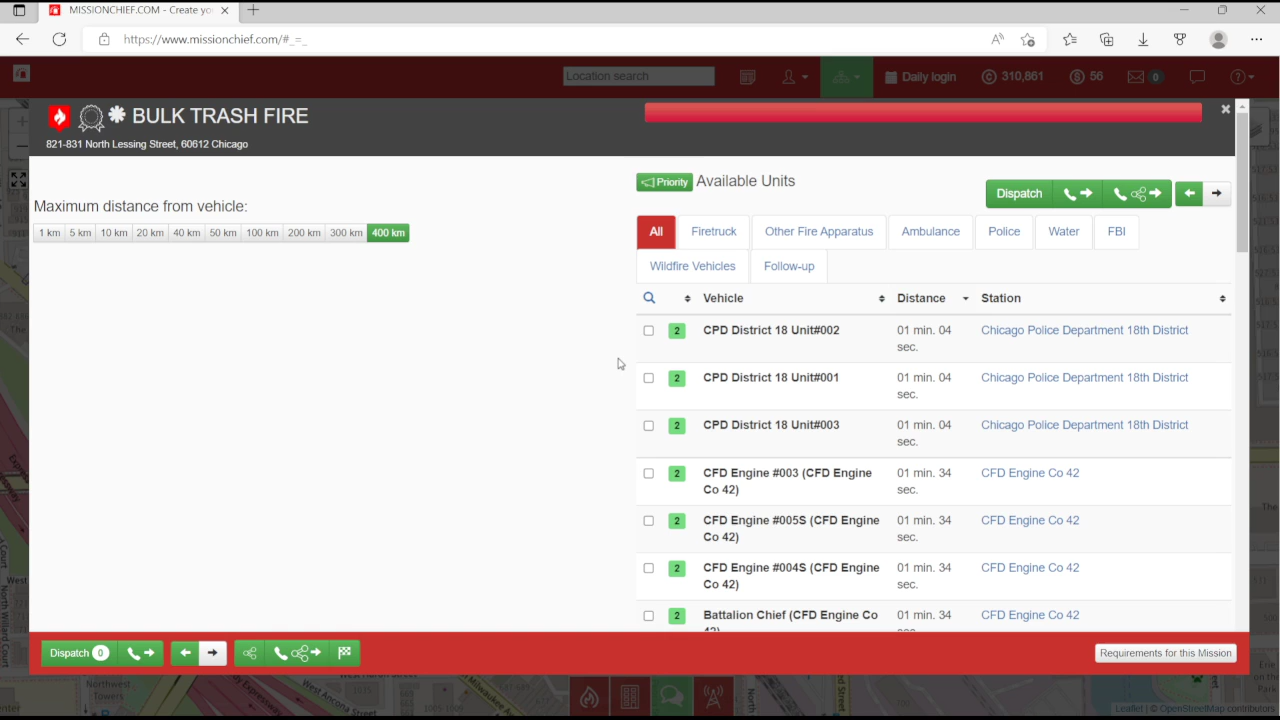 MISSIONCHIEF.COM - Create yo
https://www.missionchief.com/#_=_
Location search
Daily login
310,861
56
0
BULK TRASH FIRE
821-831 North Lessing Street, 60612 Chicago
Maximum distance from vehicle:
1 km 5 km 10 km 20 km 40 km 50 km 100 km 200 km 300 km 400 km
Priority Available Units
Dispatch
All Firetruck Other Fire Apparatus Ambulance Police Water FBI
Wildfire Vehicles Follow-up
Vehicle Distance Station
2 CPD District 18 Unit#002 01 min. 04 Chicago Police Department 18th District
sec.
2 CPD District 18 Unit#001 01 min. 04 Chicago Police Department 18th District
sec.
2 CPD District 18 Unit#003 01 min. 04 Chicago Police Department 18th District
sec.
2 CFD Engine #003 (CFD Engine 01 min. 34 CFD Engine Co 42
Co 42) sec.
2 CFD Engine #005S (CFD Engine 01 min. 34 CFD Engine Co 42
Co 42) sec.
2 CFD Engine #004S (CFD Engine 01 min. 34 CFD Engine Co 42
Co 42) sec.
2 Battalion Chief (CFD Engine Co 01 min. 34 CFD Engine Co 42
Dispatch 0
Requirements for this Mission
Northwest
Towers
Leaflet | © OpenStreetMap contributors